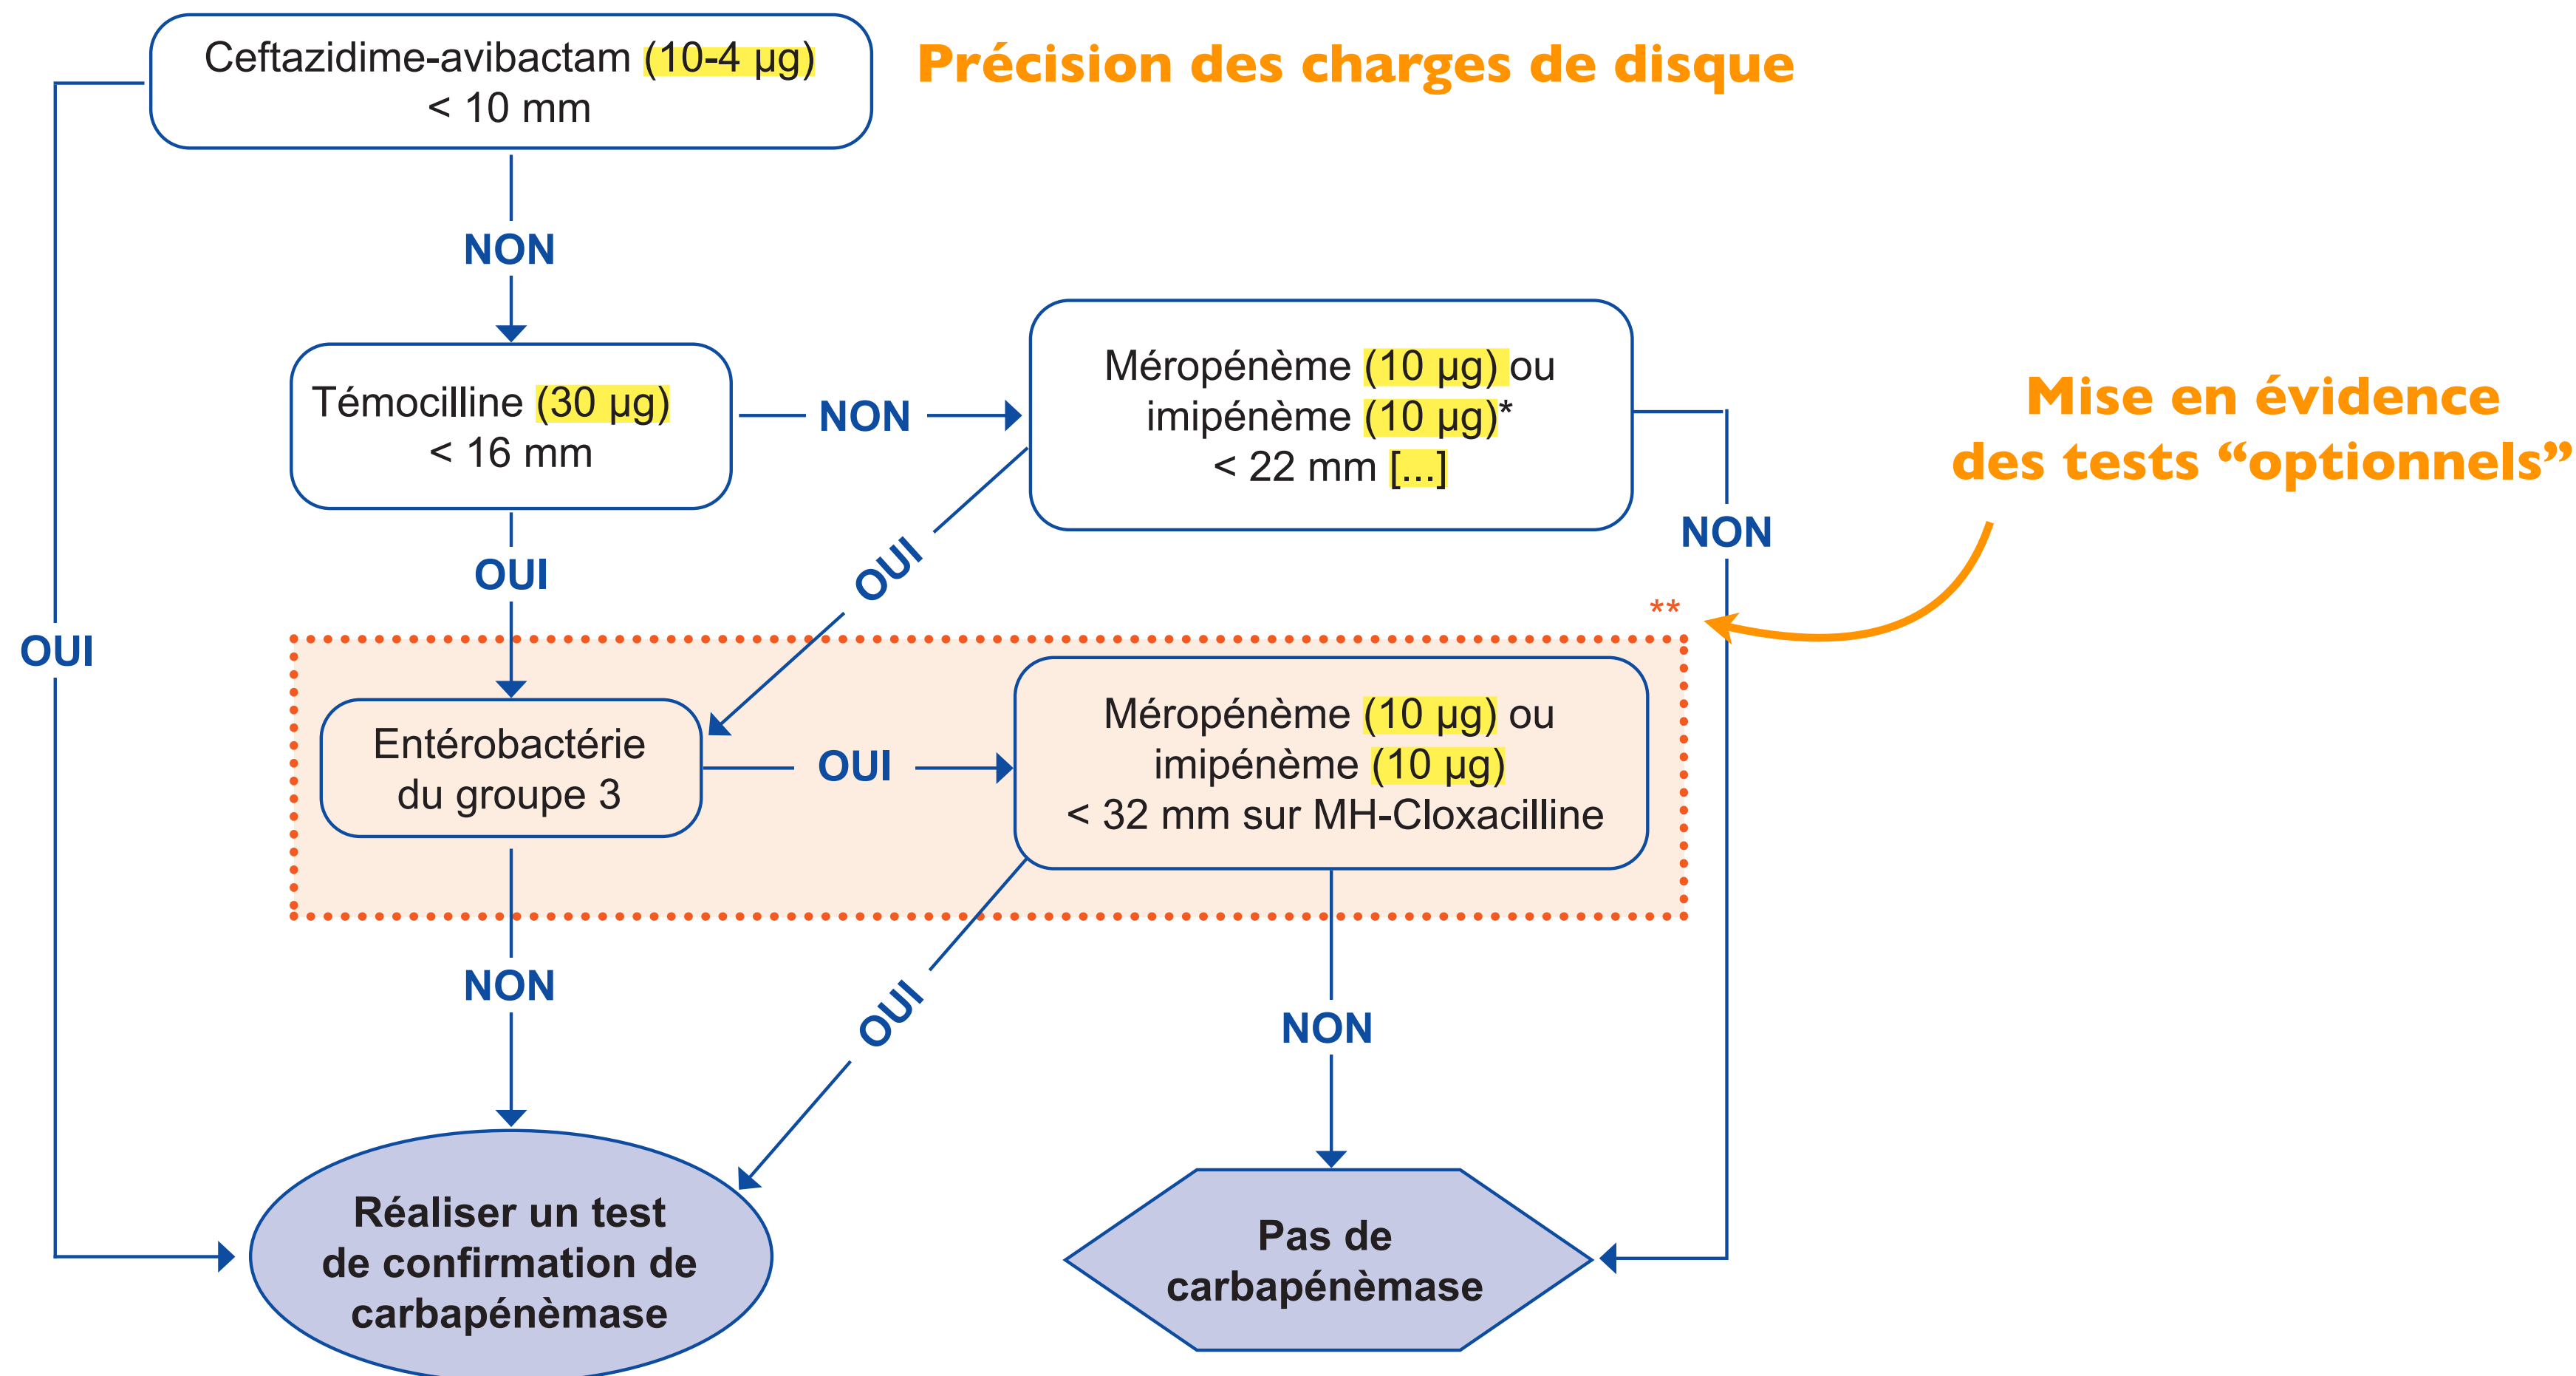 Ceftazidime-avibactam (10-4 µg)
< 10 mm
Précision des charges de disque
NON
Témocilline (30 µg)
< 16 mm
NON
Méropénème (10 µg) ou
imipénème (10 µg)*
< 22 mm [...]
Mise en évidence
des tests “optionnels”
NON
OUI
OUI
**
OUI
Entérobactérie
du groupe 3
OUI
Méropénème (10 µg) ou
imipénème (10 µg)
< 32 mm sur MH-Cloxacilline
NON
OUI
NON
Réaliser un test
de confirmation de
carbapénèmase
Pas de
carbapénèmase